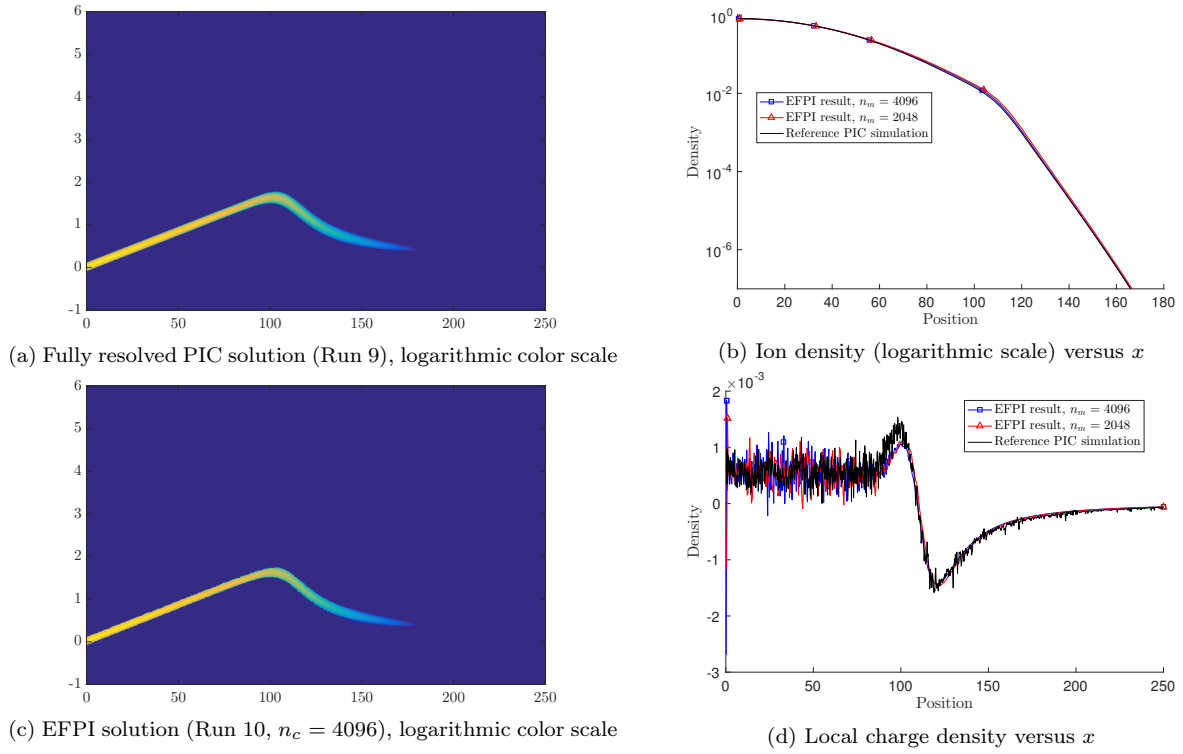 6
5
4
3
2
1
0
-1
0 50 100 150 200 250
(a) Fully resolved PIC solution (Run 9), logarithmic color scale
10^0
10^-2
10^-4
10^-6
Density
EFPI result, n_m = 4096
EFPI result, n_m = 2048
Reference PIC simulation
0 20 40 60 80 100 120 140 160 180
Position
(b) Ion density (logarithmic scale) versus x
6
5
4
3
2
1
0
-1
0 50 100 150 200 250
(c) EFPI solution (Run 10, n_c = 4096), logarithmic color scale
×10^-3
2
1
0
-1
-2
-3
Density
EFPI result, n_m = 4096
EFPI result, n_m = 2048
Reference PIC simulation
0 50 100 150 200 250
Position
(d) Local charge density versus x